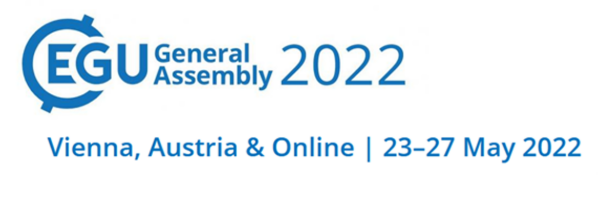 EGU General Assembly 2022
Vienna, Austria & Online | 23–27 May 2022